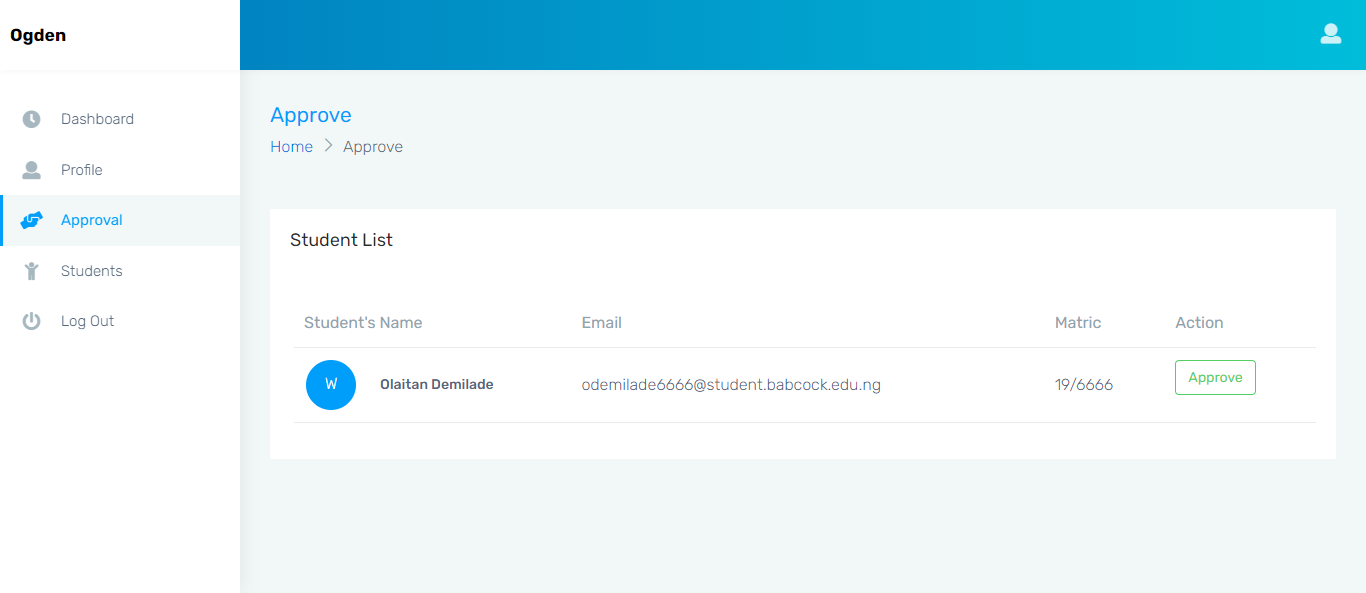 Ogden
Dashboard
Profile
Approval
Students
Log Out
Approve
Home > Approve
Student List
Student's Name Email Matric Action
W Olaitan Demilade odemilade6666@student.babcock.edu.ng 19/6666 Approve